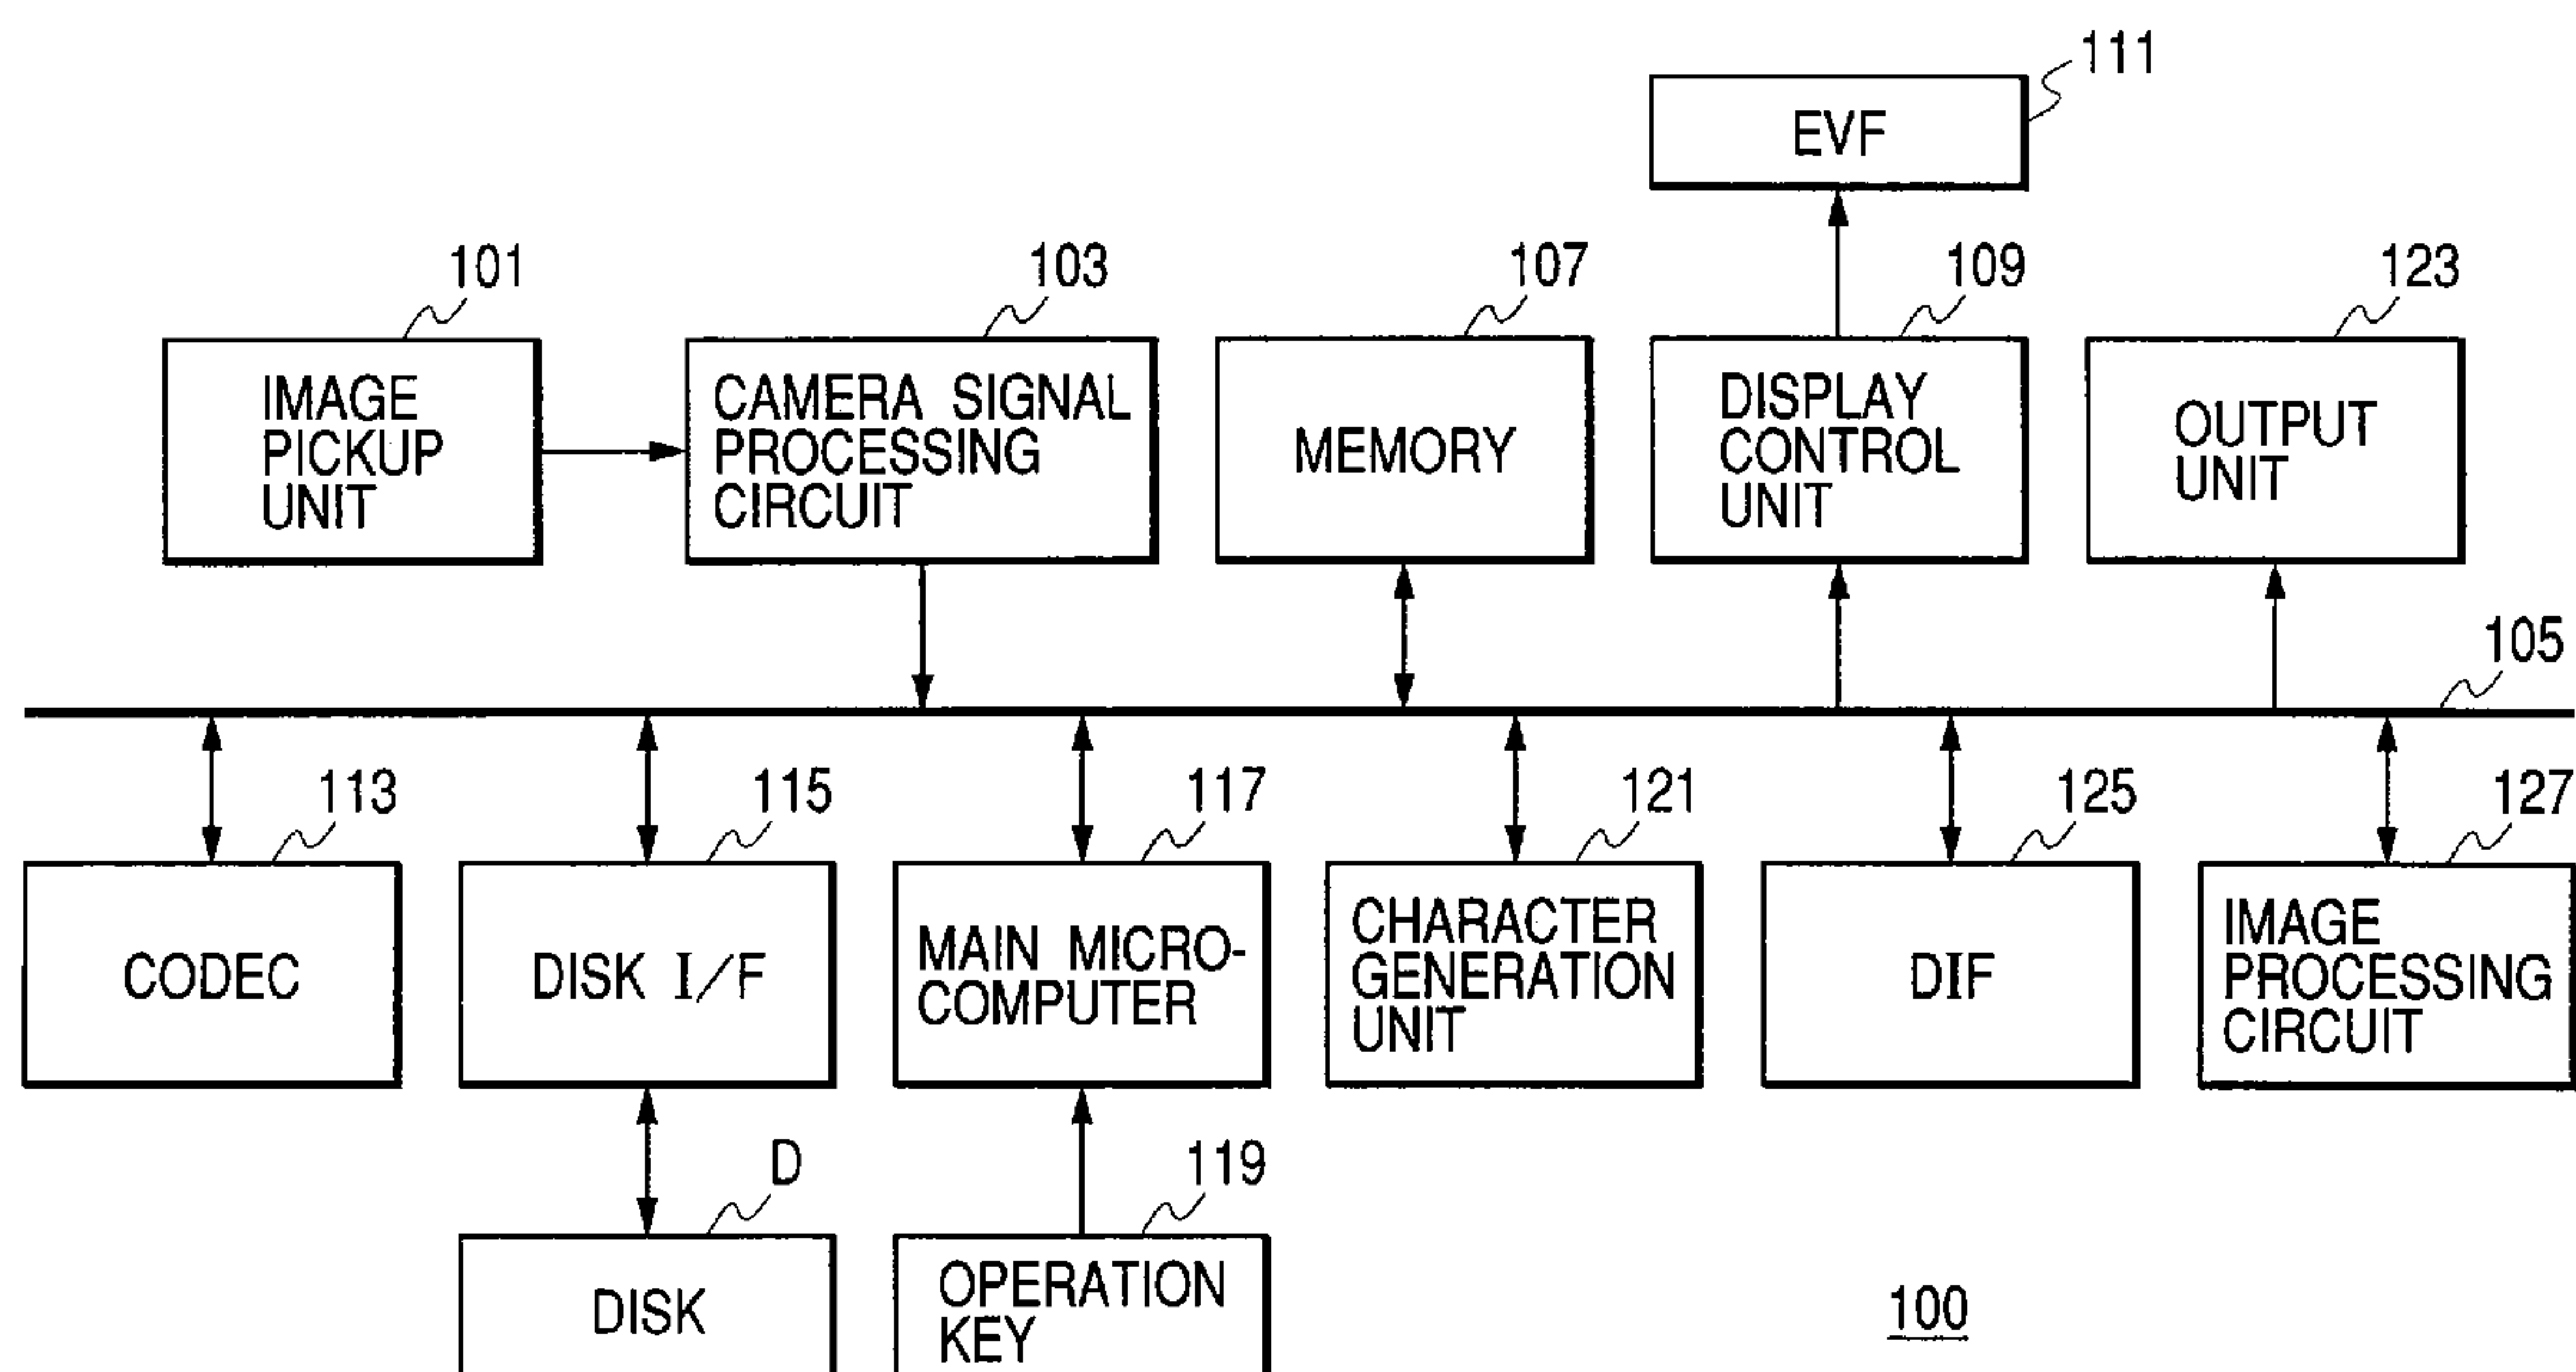 111
EVF
101
103
107
109
123
IMAGE
PICKUP
UNIT
CAMERA SIGNAL
PROCESSING
CIRCUIT
MEMORY
DISPLAY
CONTROL
UNIT
OUTPUT
UNIT
105
113
115
117
121
125
127
CODEC
DISK I/F
MAIN MICRO-
COMPUTER
CHARACTER
GENERATION
UNIT
DIF
IMAGE
PROCESSING
CIRCUIT
D
119
DISK
OPERATION
KEY
100